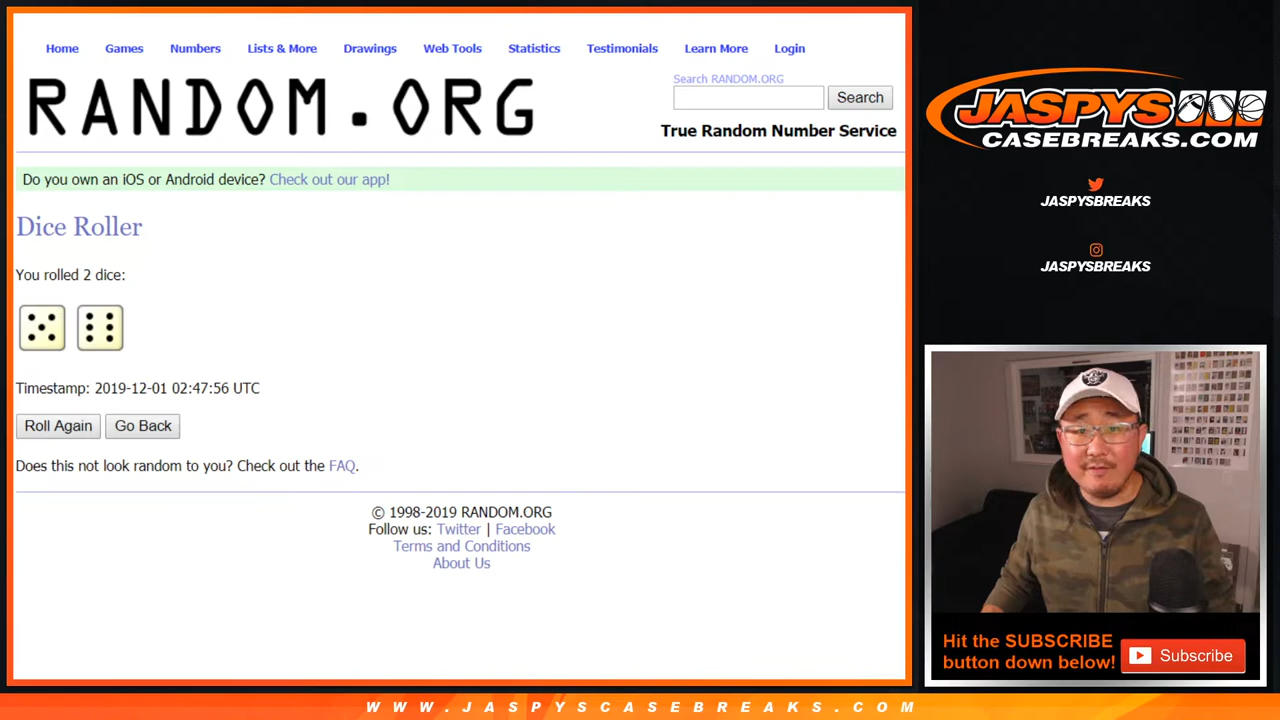 Home Games Numbers Lists & More Drawings Web Tools Statistics Testimonials Learn More Login
RANDOM.ORG
Search RANDOM.ORG
Search
True Random Number Service
Do you own an iOS or Android device? Check out our app!
Dice Roller
You rolled 2 dice:
Timestamp: 2019-12-01 02:47:56 UTC
Roll Again Go Back
Does this not look random to you? Check out the FAQ.
© 1998-2019 RANDOM.ORG
Follow us: Twitter | Facebook
Terms and Conditions
About Us
JASPYS
CASEBREAKS.COM
JASPYSBREAKS
JASPYSBREAKS
Hit the SUBSCRIBE
button down below!
Subscribe
WWW.JASPYSCASEBREAKS.COM